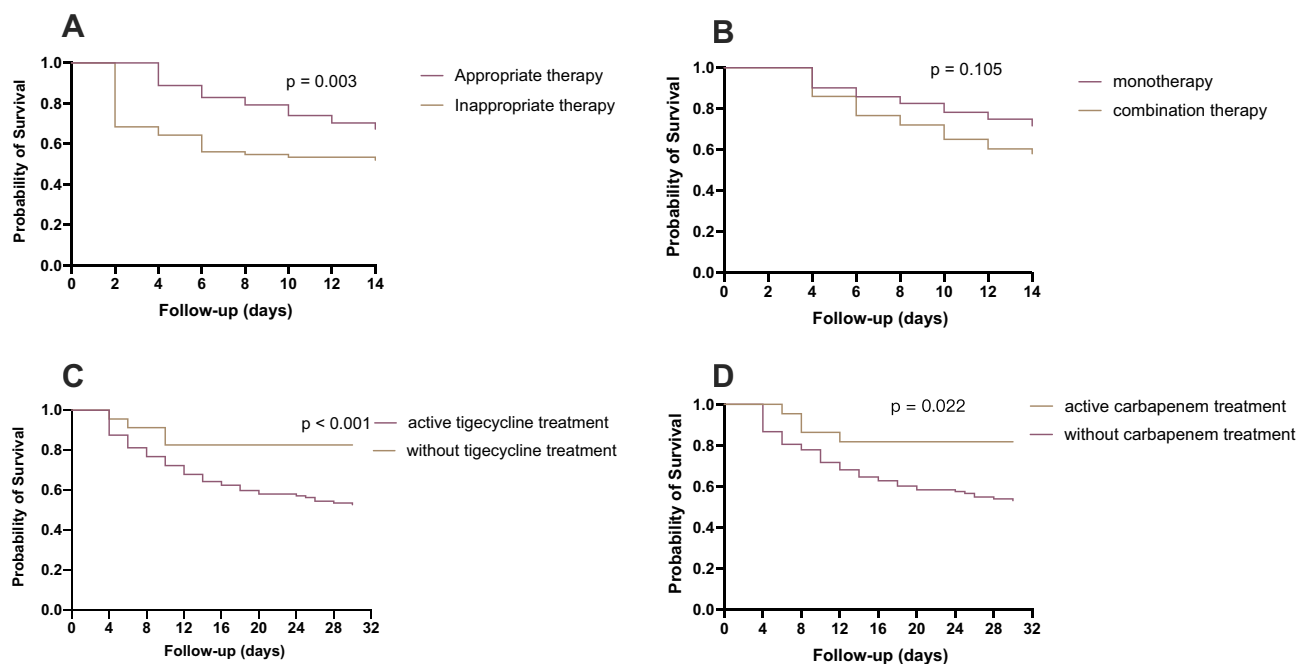 A
p = 0.003
Appropriate therapy
Inappropriate therapy
Probability of Survival
1.0
0.8
0.6
0.4
0.2
0.0
0 2 4 6 8 10 12 14
Follow-up (days)
B
p = 0.105
monotherapy
combination therapy
Probability of Survival
1.0
0.8
0.6
0.4
0.2
0.0
0 2 4 6 8 10 12 14
Follow-up (days)
C
p < 0.001
active tigecycline treatment
without tigecycline treatment
Probability of Survival
1.0
0.8
0.6
0.4
0.2
0.0
0 4 8 12 16 20 24 28 32
Follow-up (days)
D
p = 0.022
active carbapenem treatment
without carbapenem treatment
Probability of Survival
1.0
0.8
0.6
0.4
0.2
0.0
0 4 8 12 16 20 24 28 32
Follow-up (days)